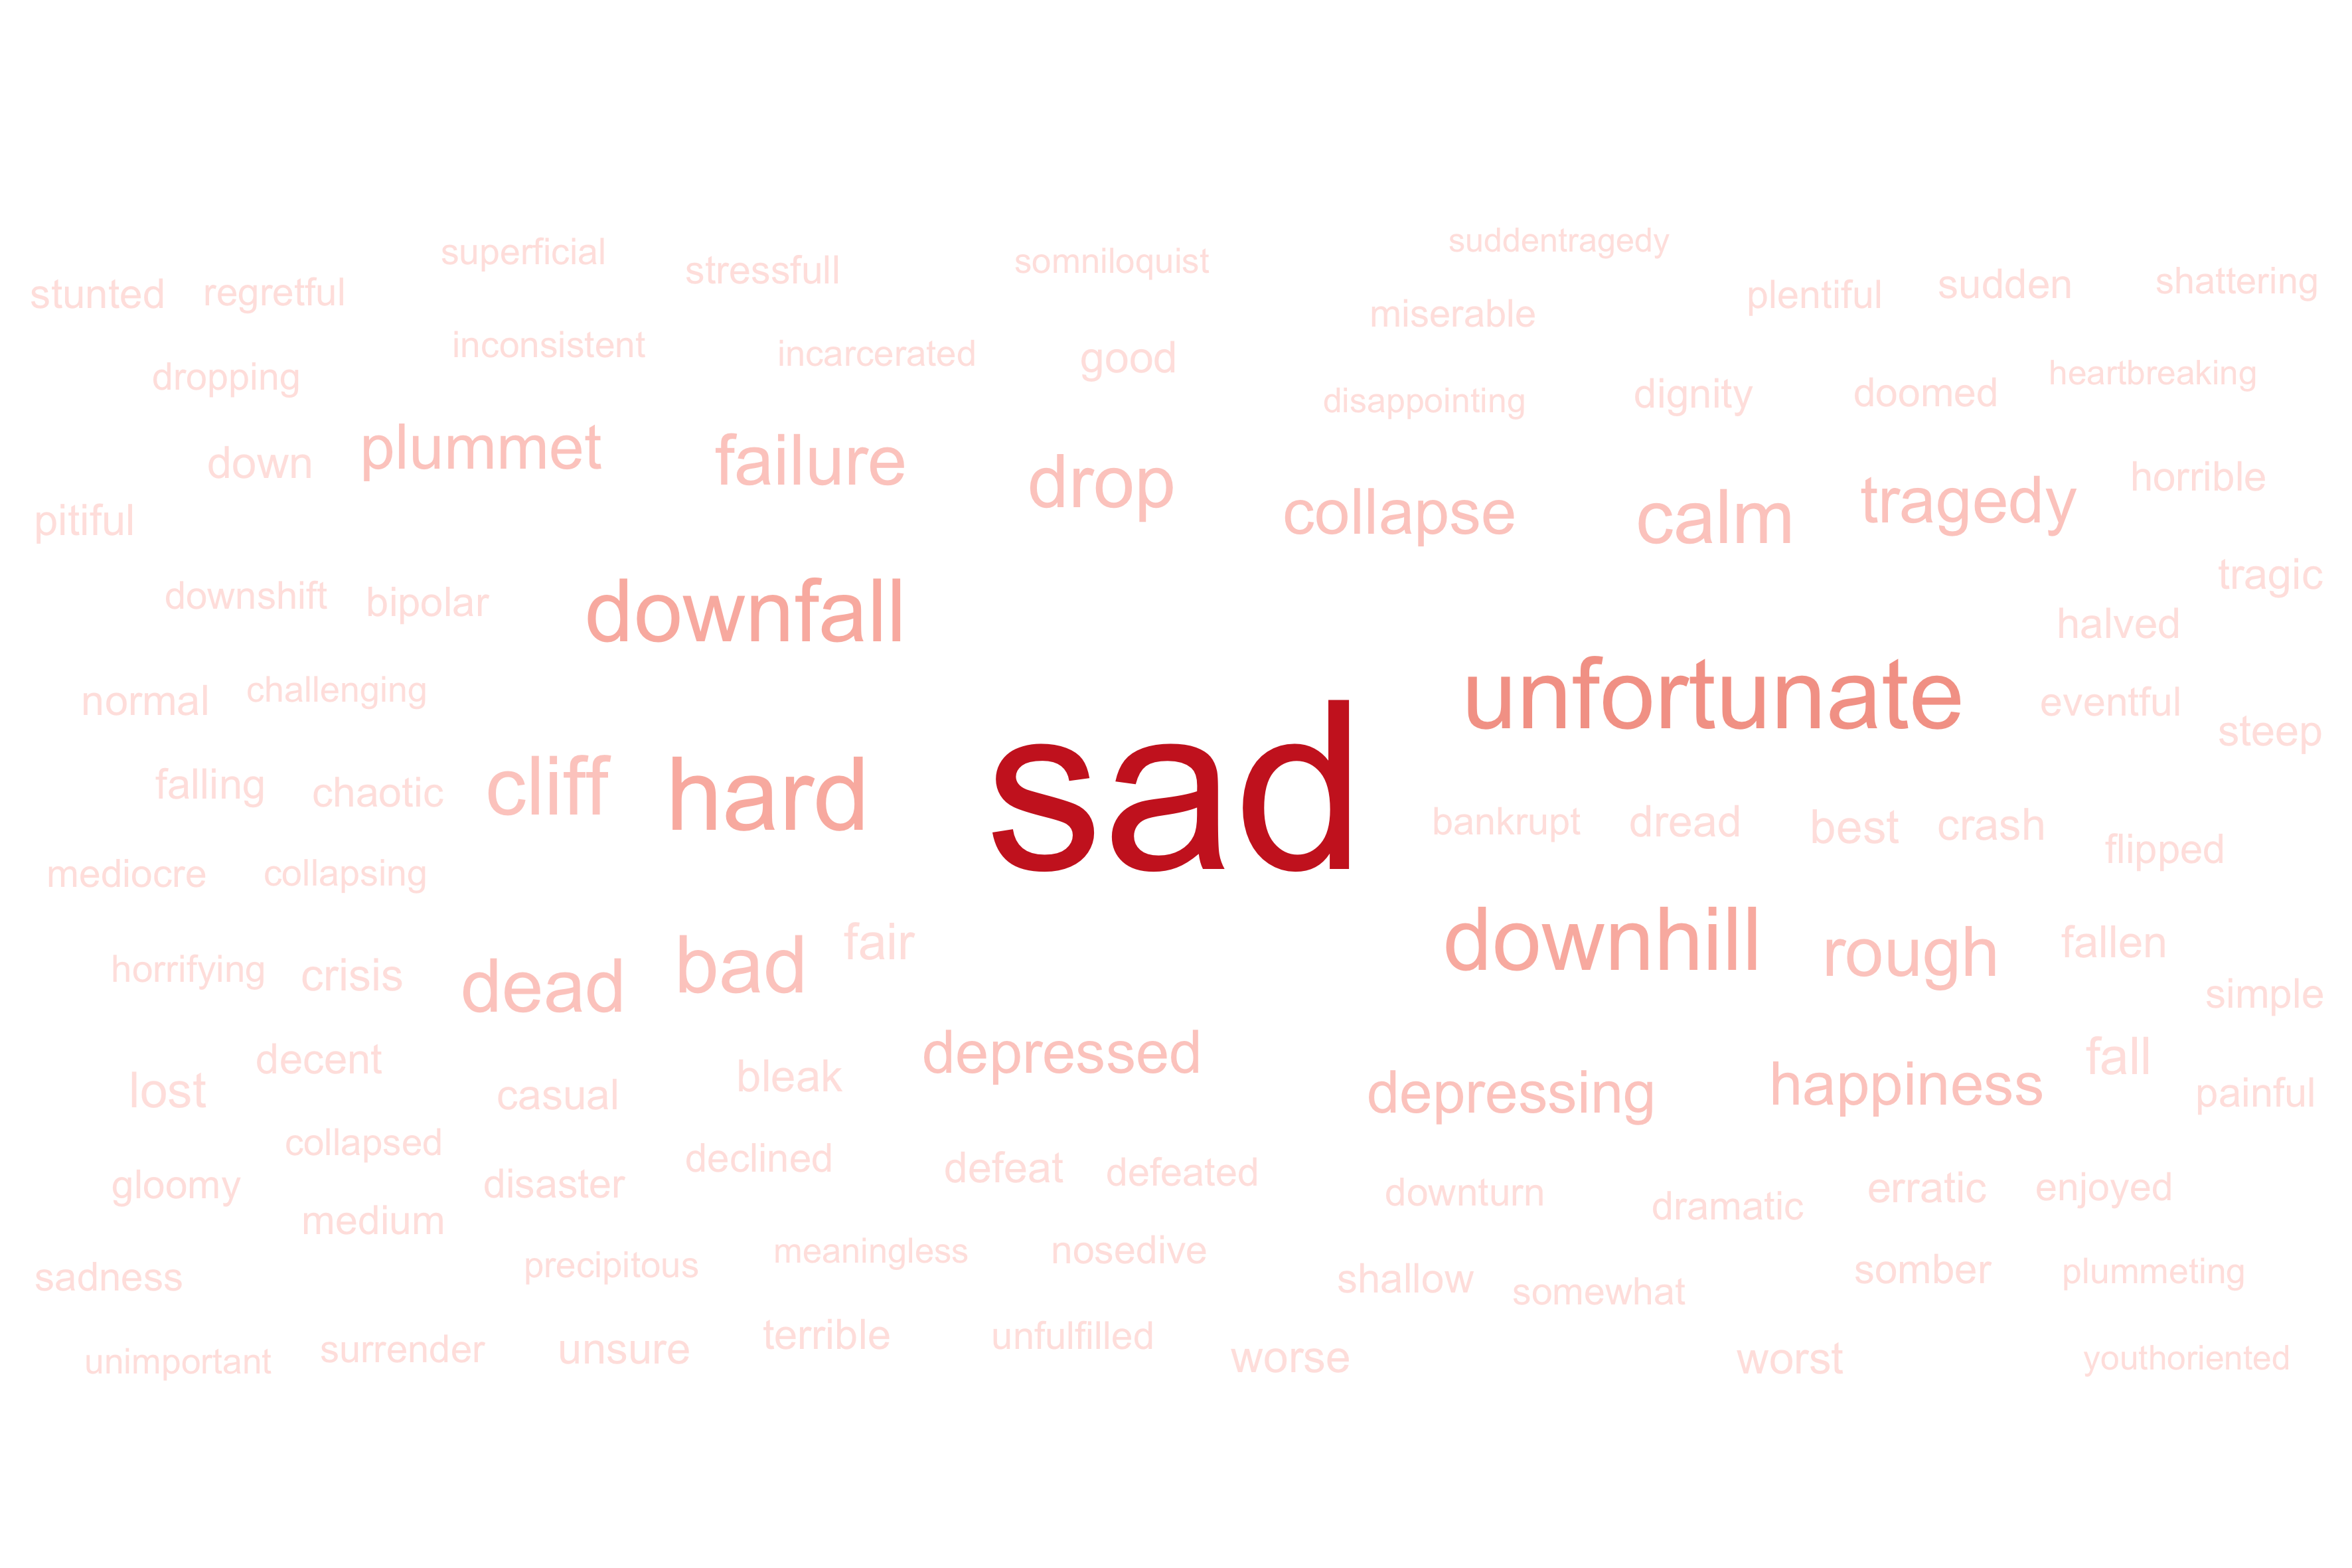 suddentragedy
superficial
stressfull
somniloquist
stunted
regretful
miserable
plentiful
sudden
shattering
inconsistent
incarcerated
good
dropping
disappointing
dignity
doomed
heartbreaking
down
plummet
failure
drop
collapse
calm
tragedy
horrible
pitiful
downshift
bipolar
downfall
tragic
halved
normal
challenging
unfortunate
eventful
steep
falling
chaotic
cliff
hard
sad
bankrupt
dread
best
crash
flipped
mediocre
collapsing
fair
downhill
rough
fallen
horrifying
crisis
dead
bad
simple
lost
decent
casual
bleak
depressed
depressing
happiness
fall
painful
collapsed
gloomy
disaster
declined
defeat
defeated
downturn
dramatic
erratic
enjoyed
medium
sadness
precipitous
meaningless
nosedive
shallow
somewhat
somber
plummeting
unimportant
surrender
unsure
terrible
unfulfilled
worse
worst
youthoriented